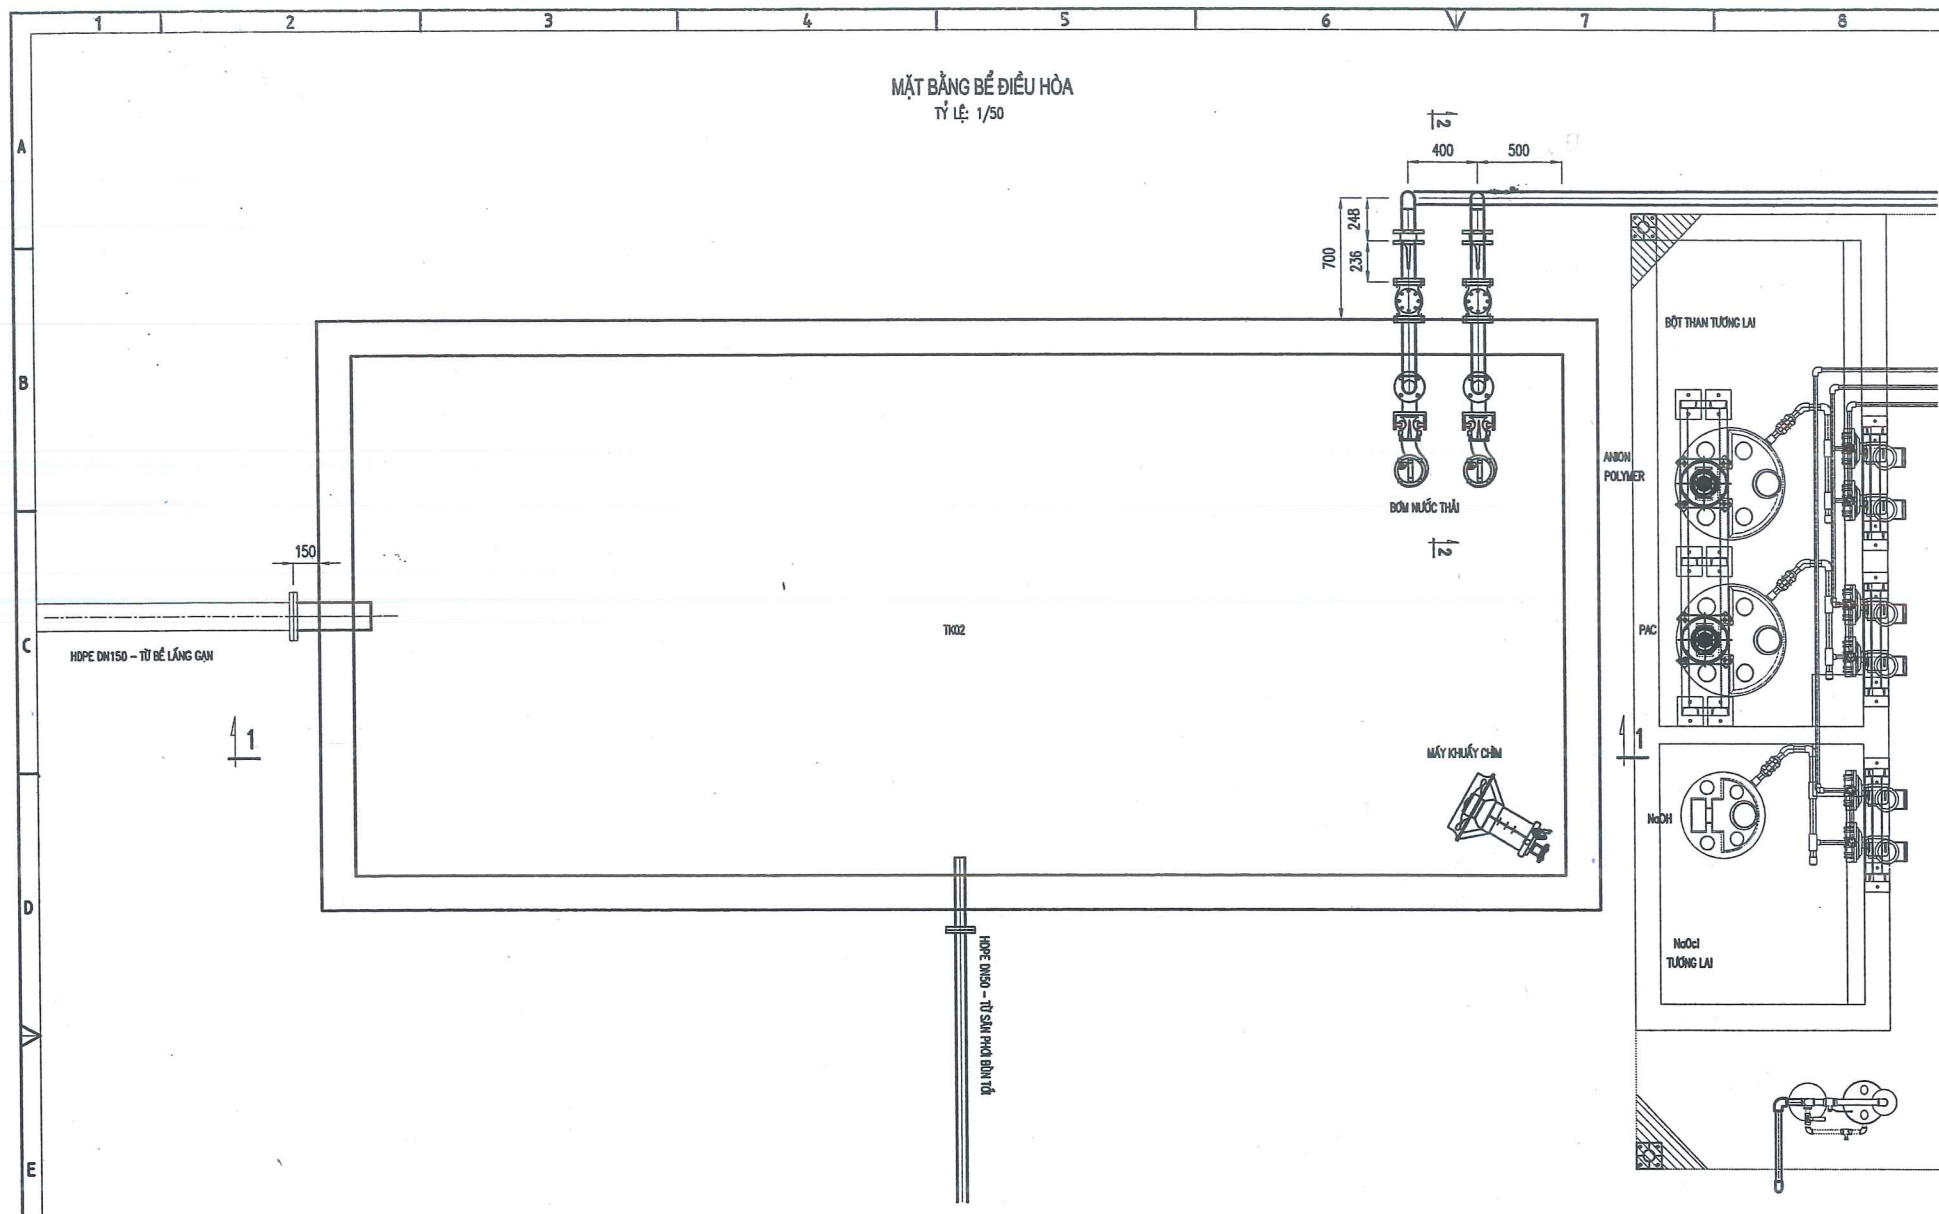 1 2 3 4 5 6 7 8
MẶT BẰNG BỂ ĐIỀU HÒA
TỶ LỆ: 1/50
A
2
400 500
248
700
236
BỘT THAN TƯƠNG LAI
B
ANION
POLYMER
BƠM NƯỚC THẢI
2
150
TK02
PAC
C
HDPE DN150 - TỪ BỂ LẮNG GẠN
1
1
MÁY KHUẤY CHÌM
NaOH
D
HDPE DN50 - TỪ SÂN PHƠI BÙN TỚI
NaOcl
TƯƠNG LAI
E